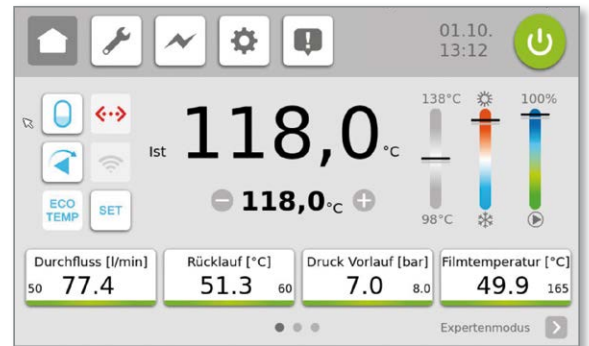 01.10.
13:12
138°C
100%
Ist 118,0 °C
118,0 °C
ECO TEMP
SET
98°C
Durchfluss [l/min]
50 77.4
Rücklauf [°C]
51.3 60
Druck Vorlauf [bar]
7.0 8.0
Filmtemperatur [°C]
49.9 165
Expertenmodus